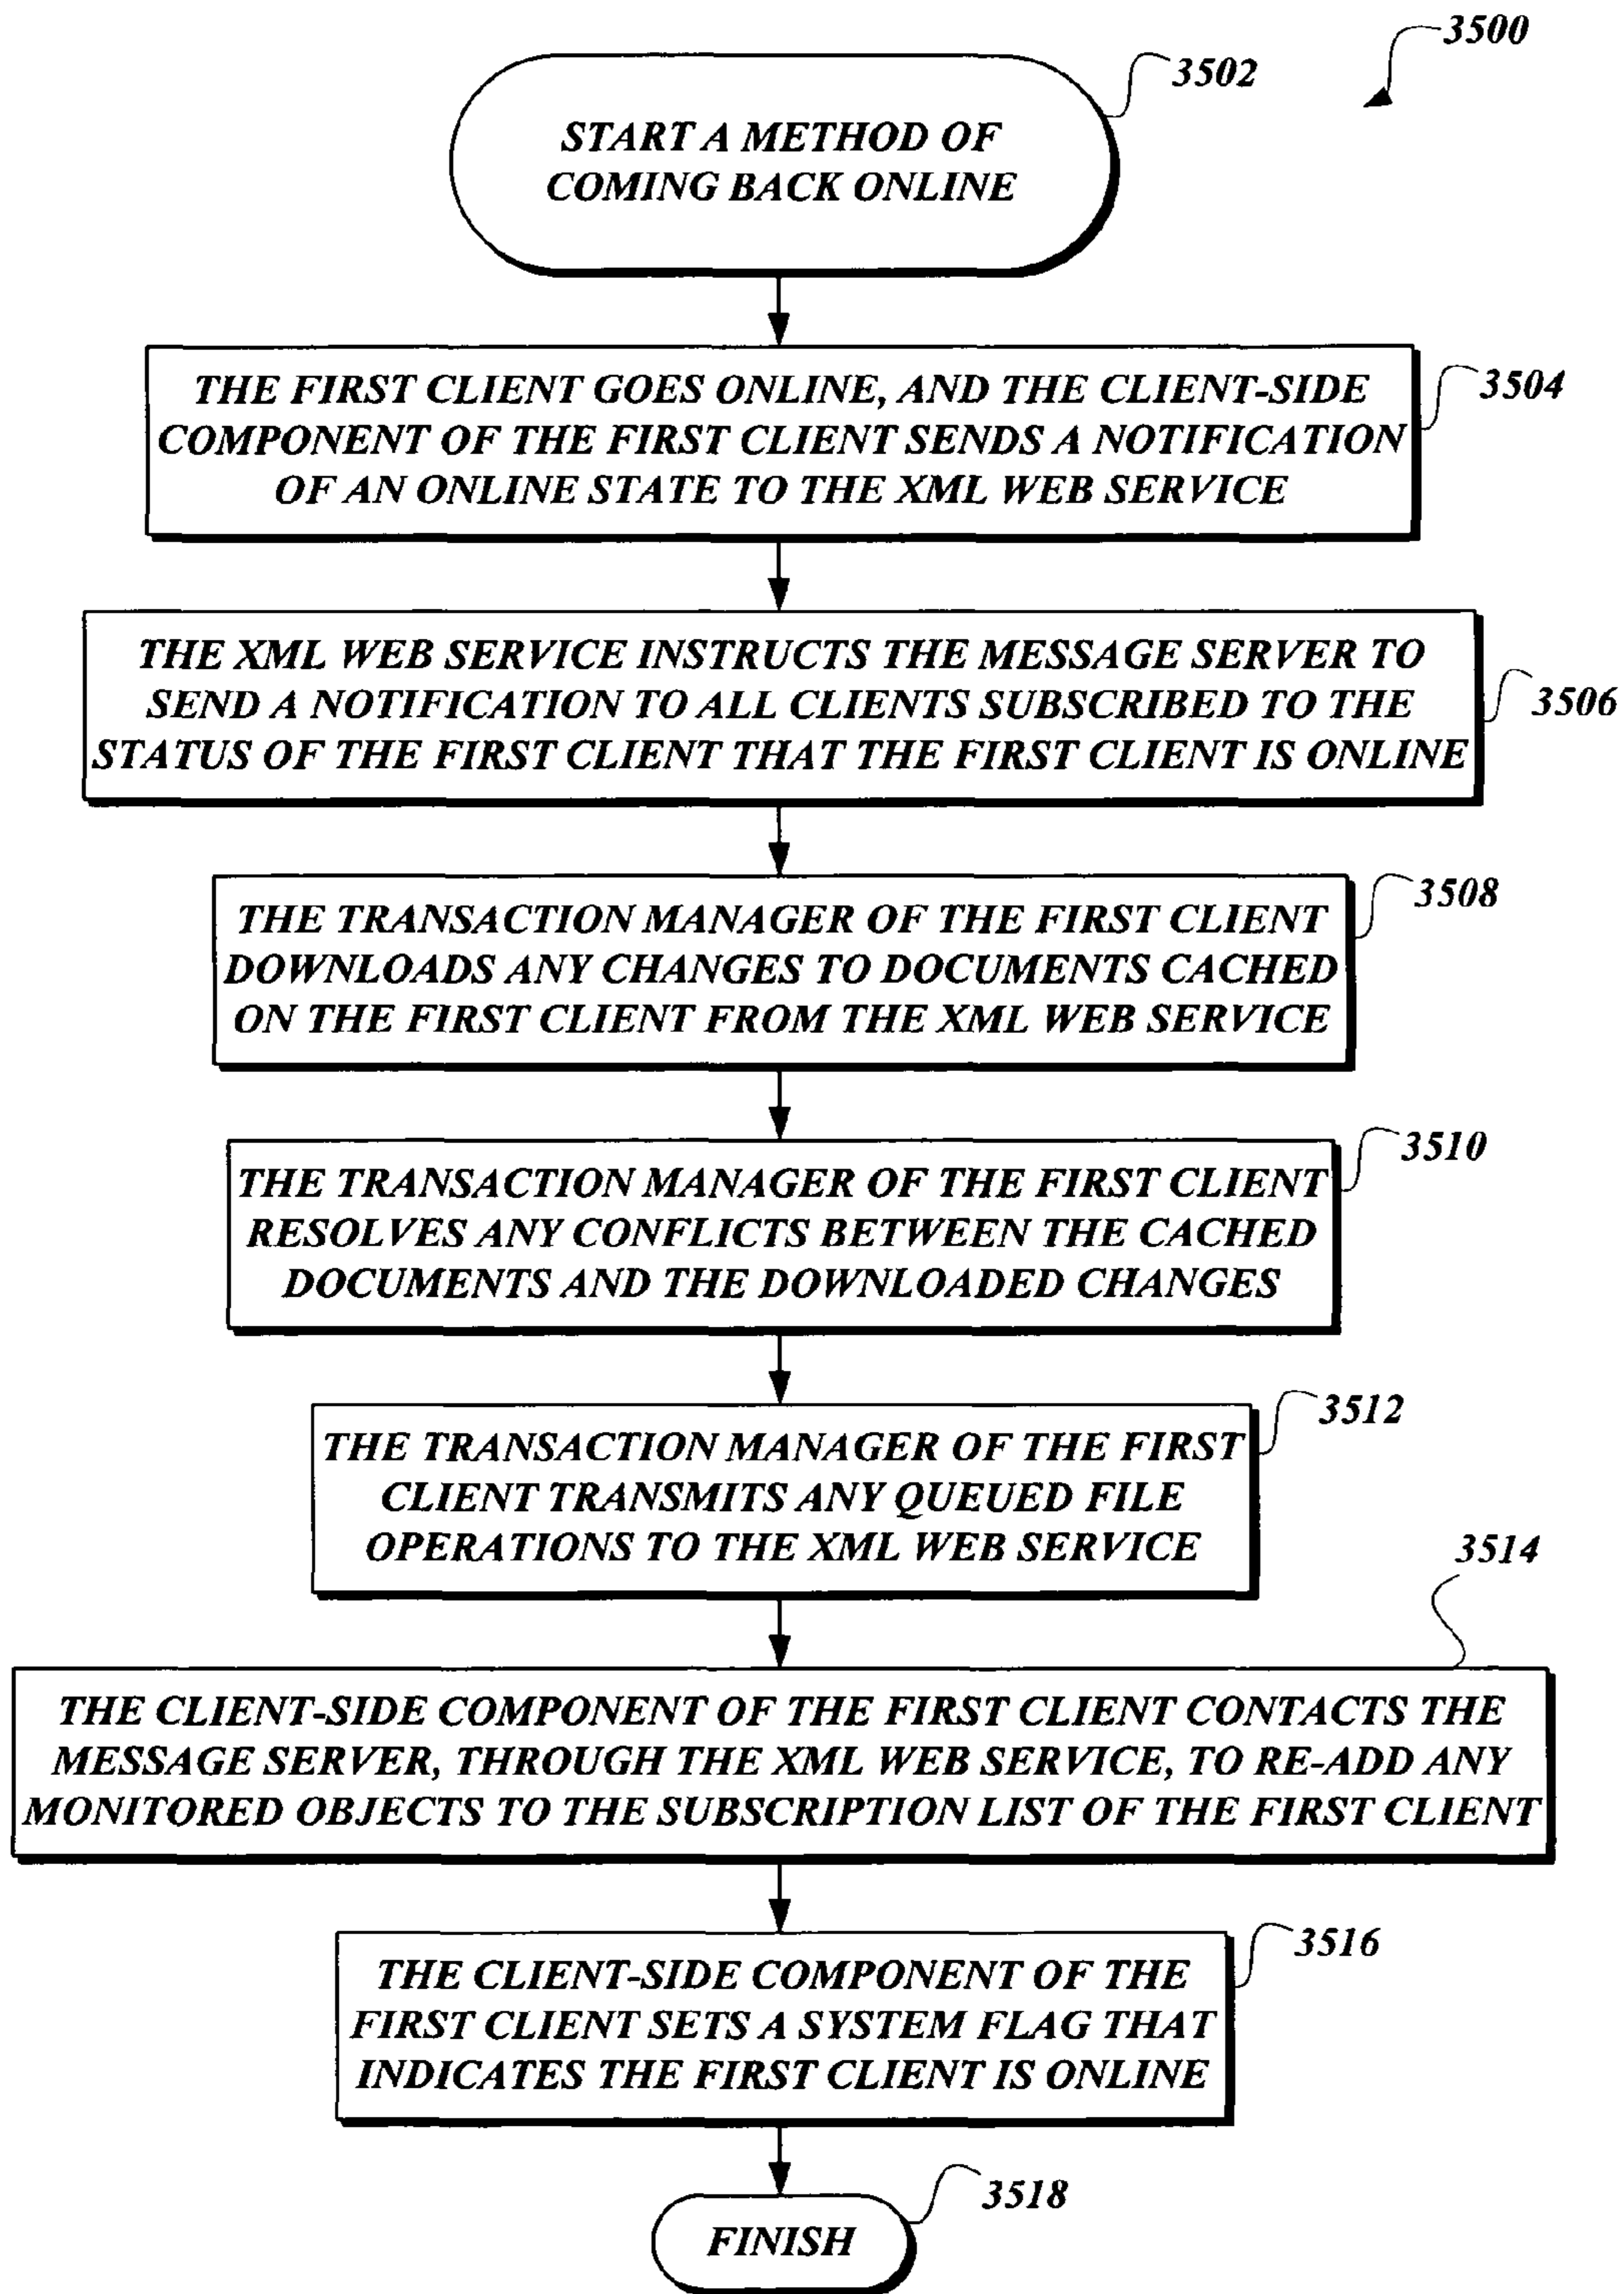 3500
3502
START A METHOD OF
COMING BACK ONLINE
3504
THE FIRST CLIENT GOES ONLINE, AND THE CLIENT-SIDE
COMPONENT OF THE FIRST CLIENT SENDS A NOTIFICATION
OF AN ONLINE STATE TO THE XML WEB SERVICE
3506
THE XML WEB SERVICE INSTRUCTS THE MESSAGE SERVER TO
SEND A NOTIFICATION TO ALL CLIENTS SUBSCRIBED TO THE
STATUS OF THE FIRST CLIENT THAT THE FIRST CLIENT IS ONLINE
3508
THE TRANSACTION MANAGER OF THE FIRST CLIENT
DOWNLOADS ANY CHANGES TO DOCUMENTS CACHED
ON THE FIRST CLIENT FROM THE XML WEB SERVICE
3510
THE TRANSACTION MANAGER OF THE FIRST CLIENT
RESOLVES ANY CONFLICTS BETWEEN THE CACHED
DOCUMENTS AND THE DOWNLOADED CHANGES
3512
THE TRANSACTION MANAGER OF THE FIRST
CLIENT TRANSMITS ANY QUEUED FILE
OPERATIONS TO THE XML WEB SERVICE
3514
THE CLIENT-SIDE COMPONENT OF THE FIRST CLIENT CONTACTS THE
MESSAGE SERVER, THROUGH THE XML WEB SERVICE, TO RE-ADD ANY
MONITORED OBJECTS TO THE SUBSCRIPTION LIST OF THE FIRST CLIENT
3516
THE CLIENT-SIDE COMPONENT OF THE
FIRST CLIENT SETS A SYSTEM FLAG THAT
INDICATES THE FIRST CLIENT IS ONLINE
3518
FINISH